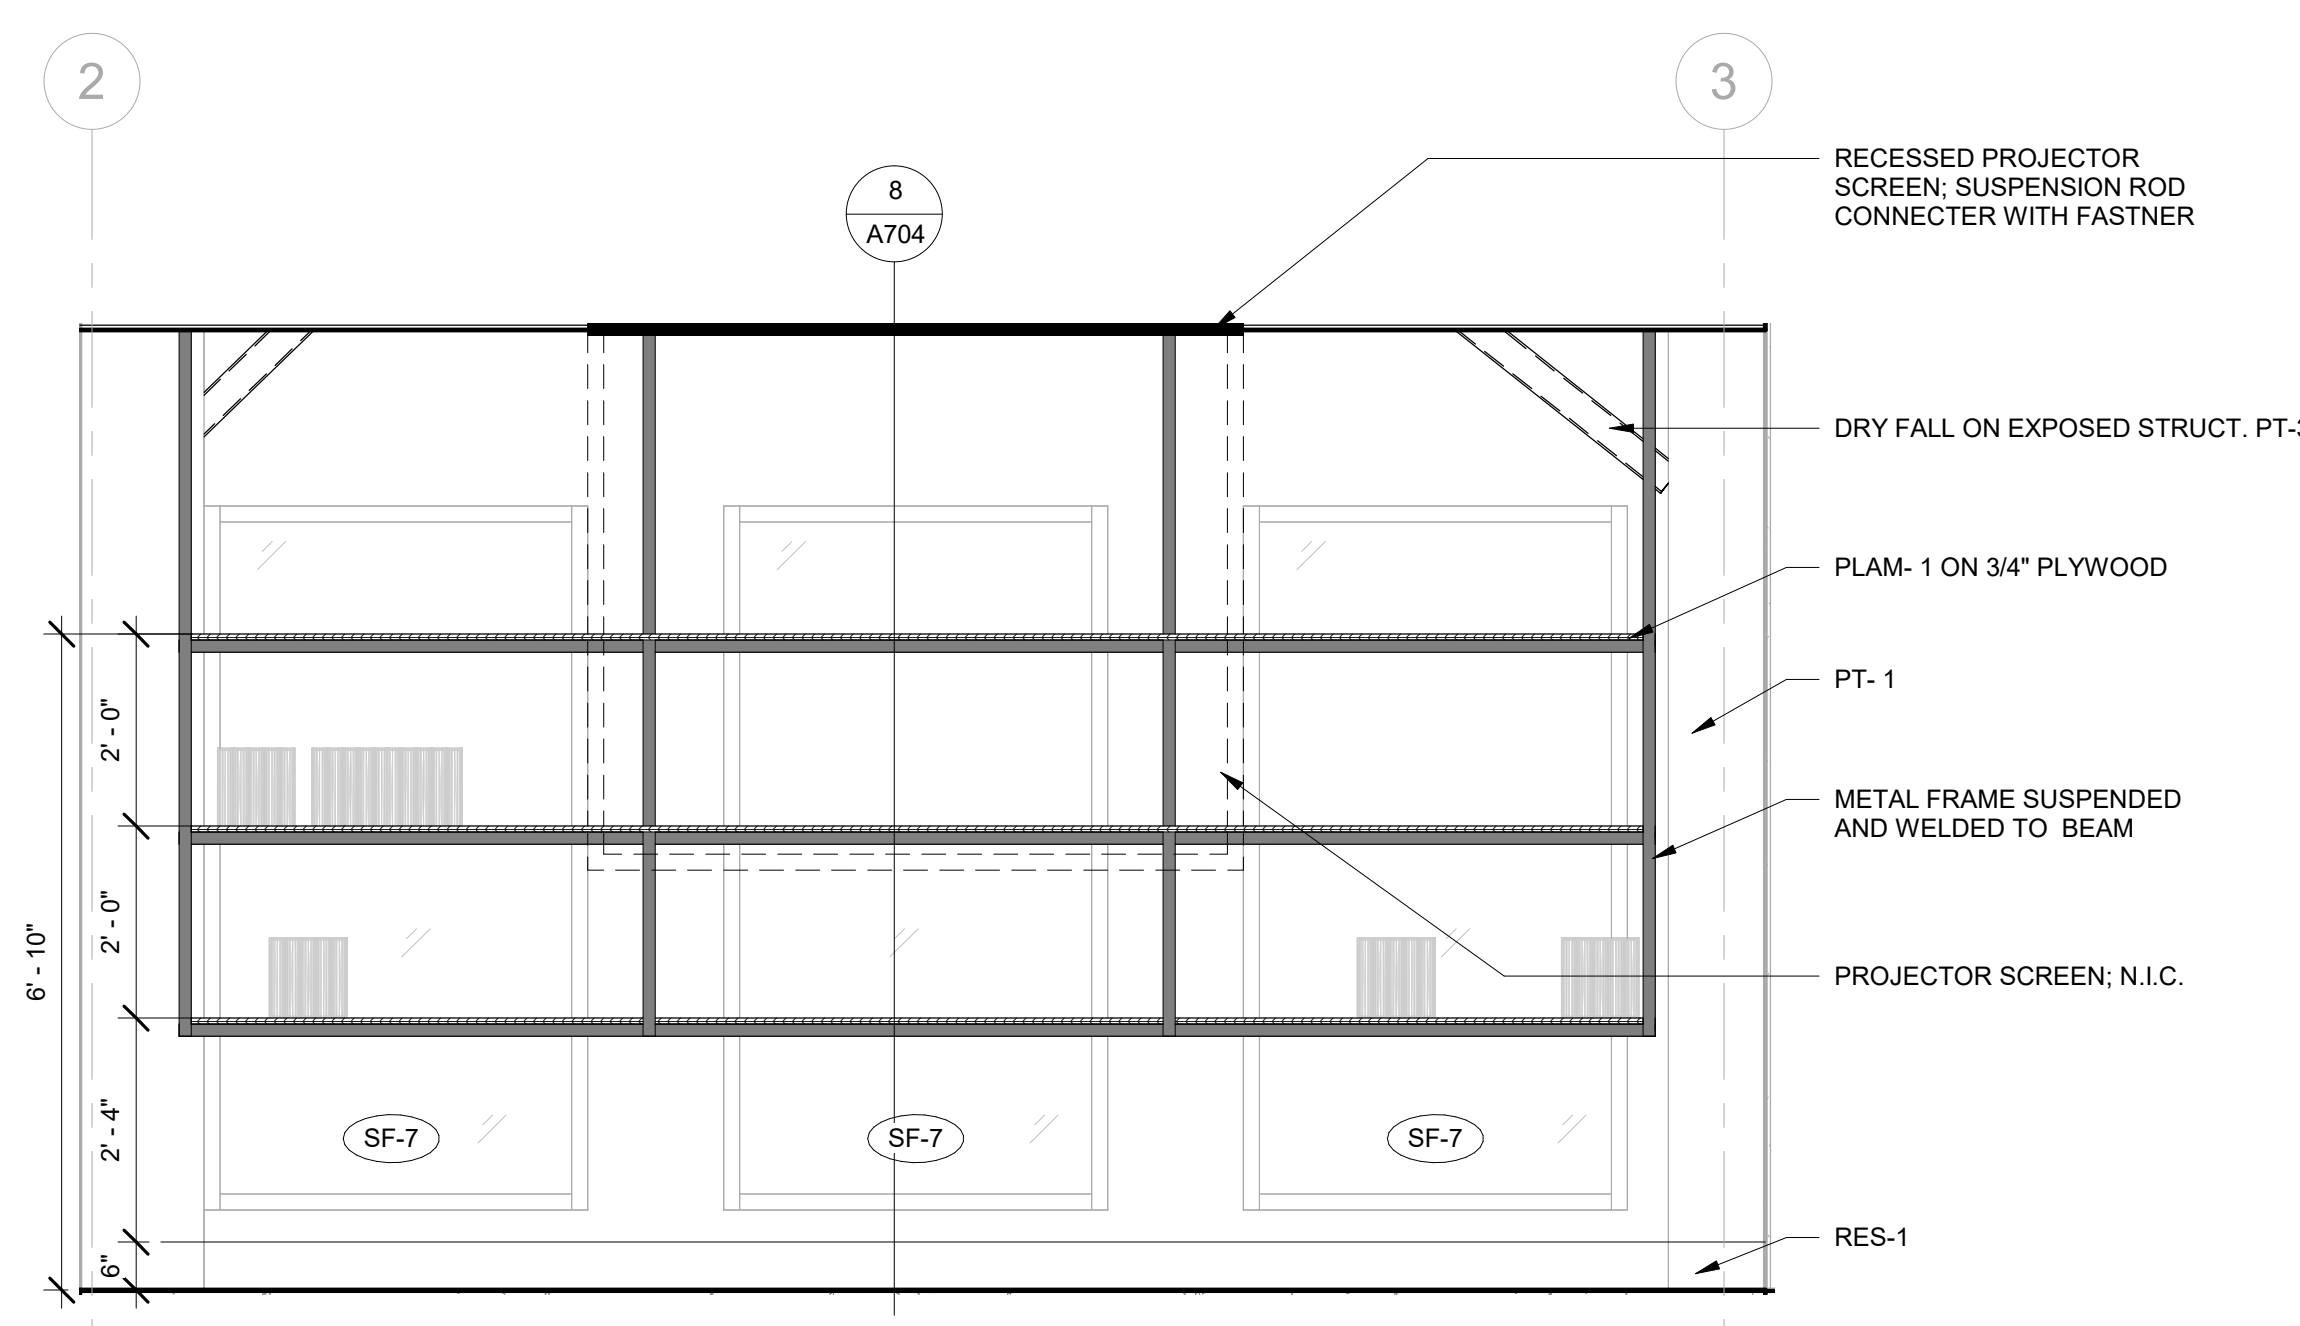 2
3
8
A704
RECESSED PROJECTOR
SCREEN; SUSPENSION ROD
CONNECTER WITH FASTNER
DRY FALL ON EXPOSED STRUCT. PT-3
PLAM- 1 ON 3/4" PLYWOOD
PT- 1
METAL FRAME SUSPENDED
AND WELDED TO BEAM
PROJECTOR SCREEN; N.I.C.
RES-1
6' - 10"
2' - 0"
2' - 0"
2' - 4"
6"
SF-7
SF-7
SF-7